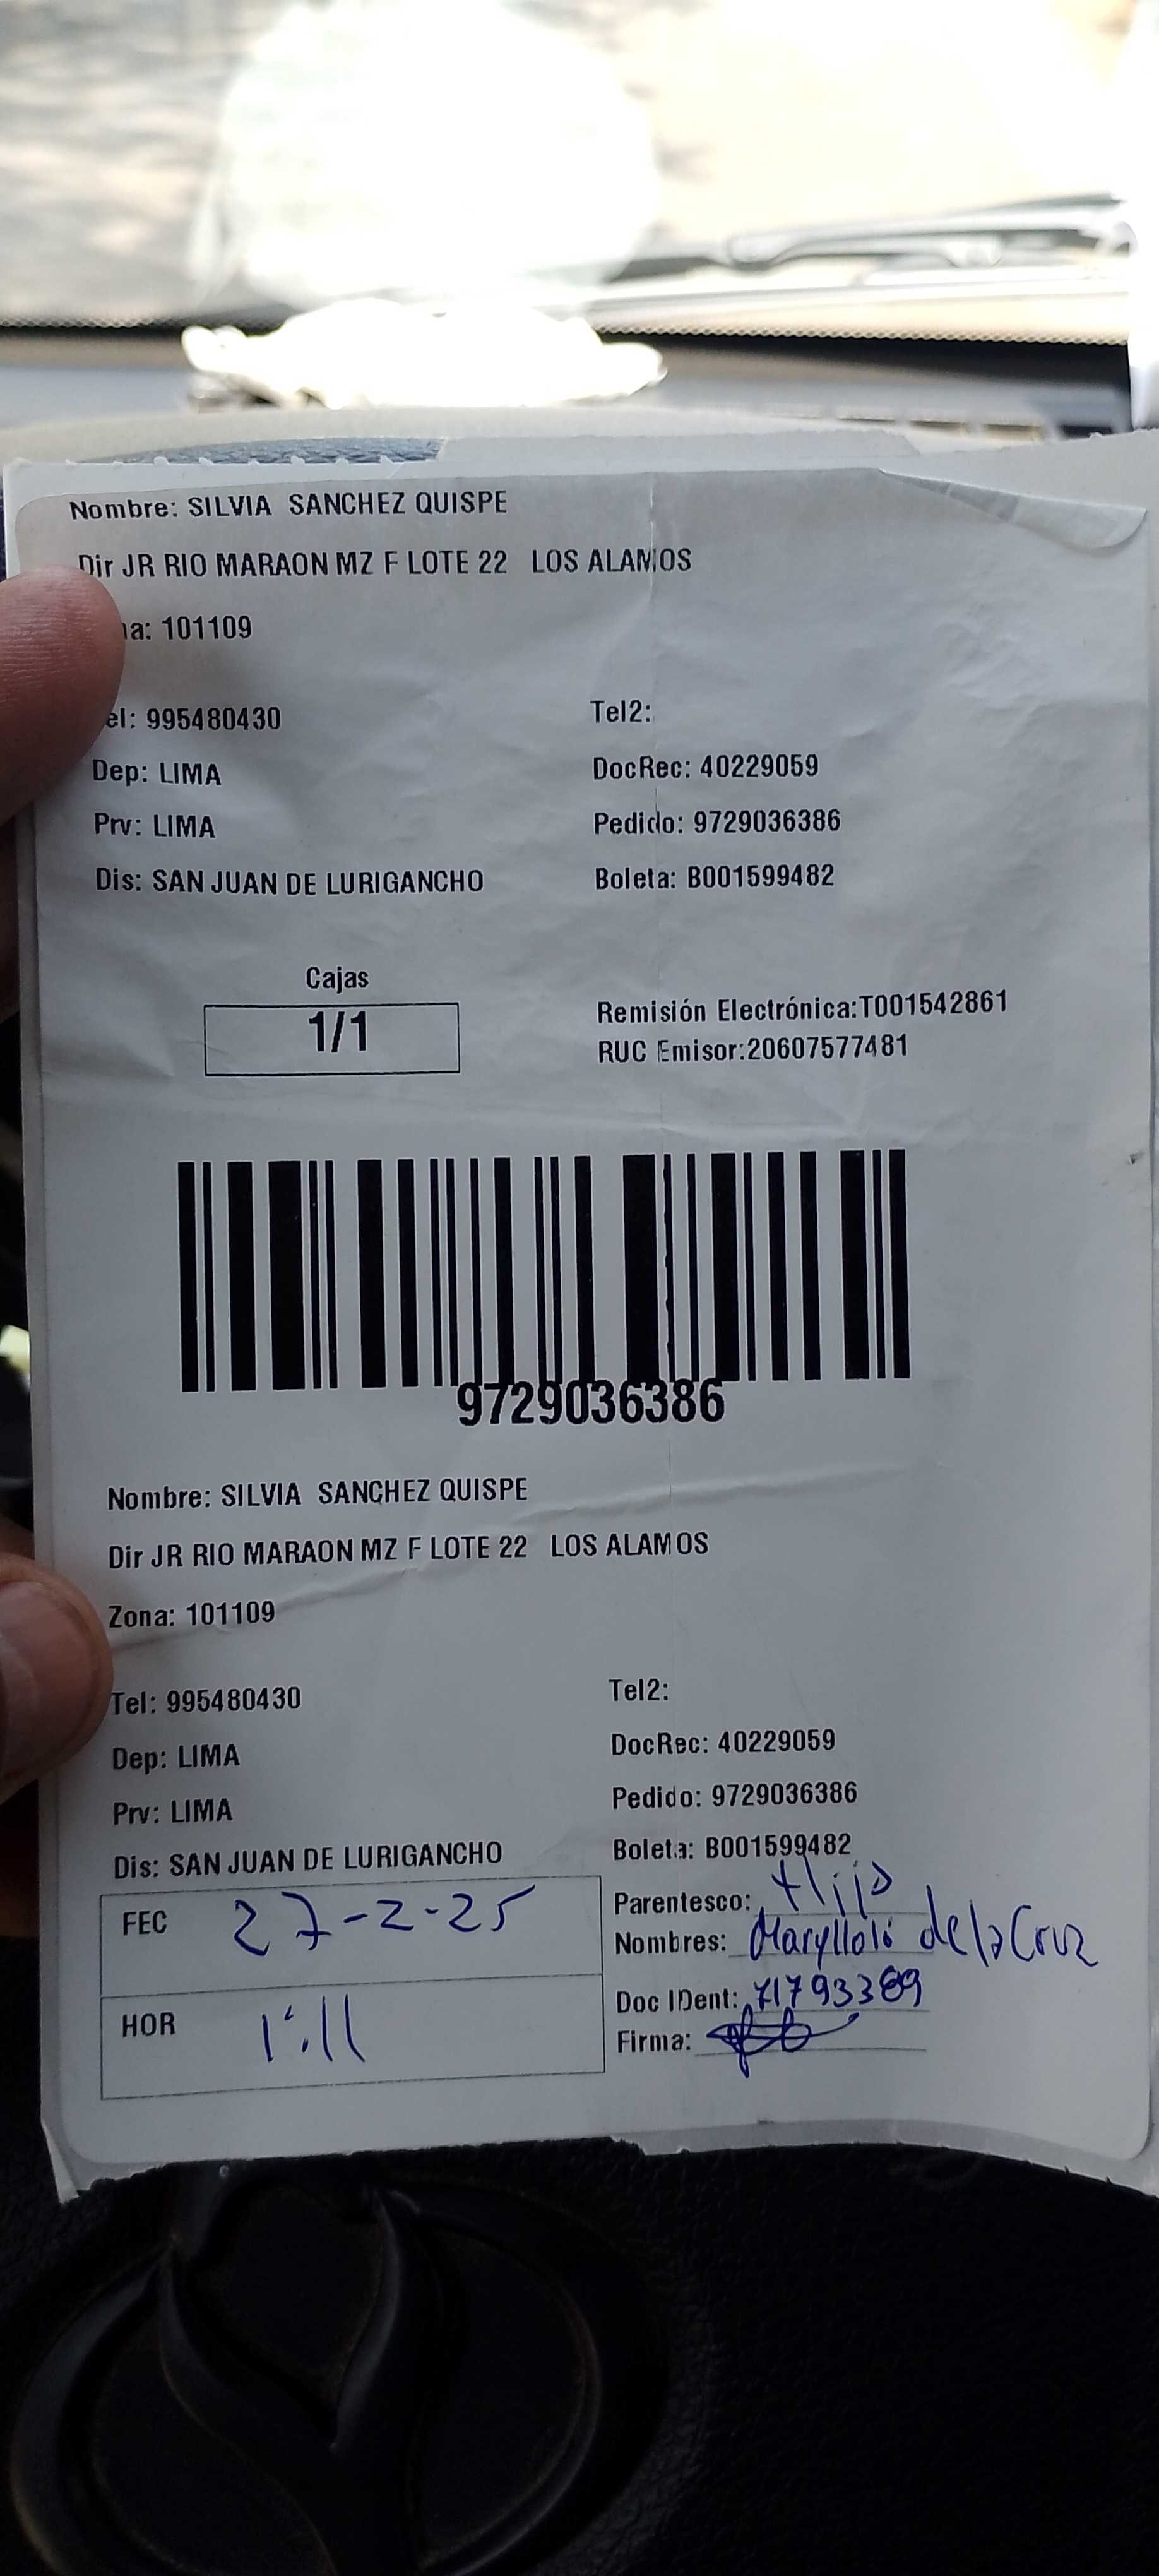 Nombre: SILVIA SANCHEZ QUISPE
Dir JR RIO MARAON MZ F LOTE 22 LOS ALAMOS
na: 101109
el: 995480430 Tel2:
Dep: LIMA DocRec: 40229059
Prv: LIMA Pedido: 9729036386
Dis: SAN JUAN DE LURIGANCHO Boleta: B001599482
Cajas
1/1
Remisión Electrónica:T001542861
RUC Emisor:20607577481
9729036386
Nombre: SILVIA SANCHEZ QUISPE
Dir JR RIO MARAON MZ F LOTE 22 LOS ALAMOS
Zona: 101109
Tel: 995480430 Tel2:
Dep: LIMA DocRec: 40229059
Prv: LIMA Pedido: 9729036386
Dis: SAN JUAN DE LURIGANCHO Boleta: B001599482
FEC 27-2-25 Parentesco: Hijo
Nombres: de la Cruz
Doc IDent: 71793389
HOR 1:11 Firma: